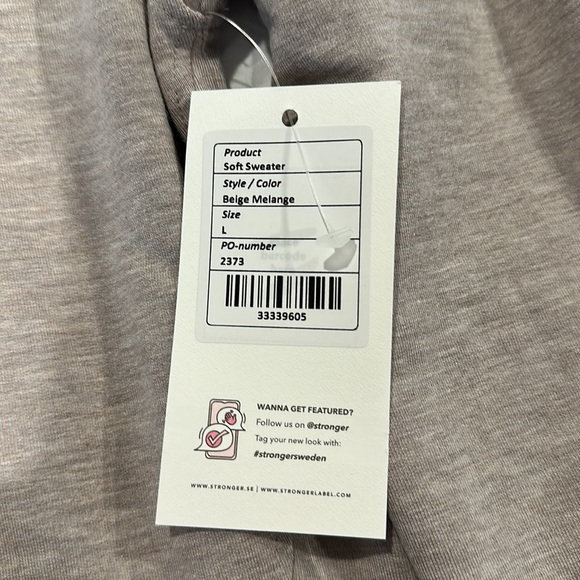 Product
Soft Sweater
Style / Color
Beige Melange
Size
L
PO-number
2373
barcode
33339605
WANNA GET FEATURED?
Follow us on @stronger
Tag your new look with:
#strongersweden
WWW.STRONGER.SE | WWW.STRONGERLABEL.COM